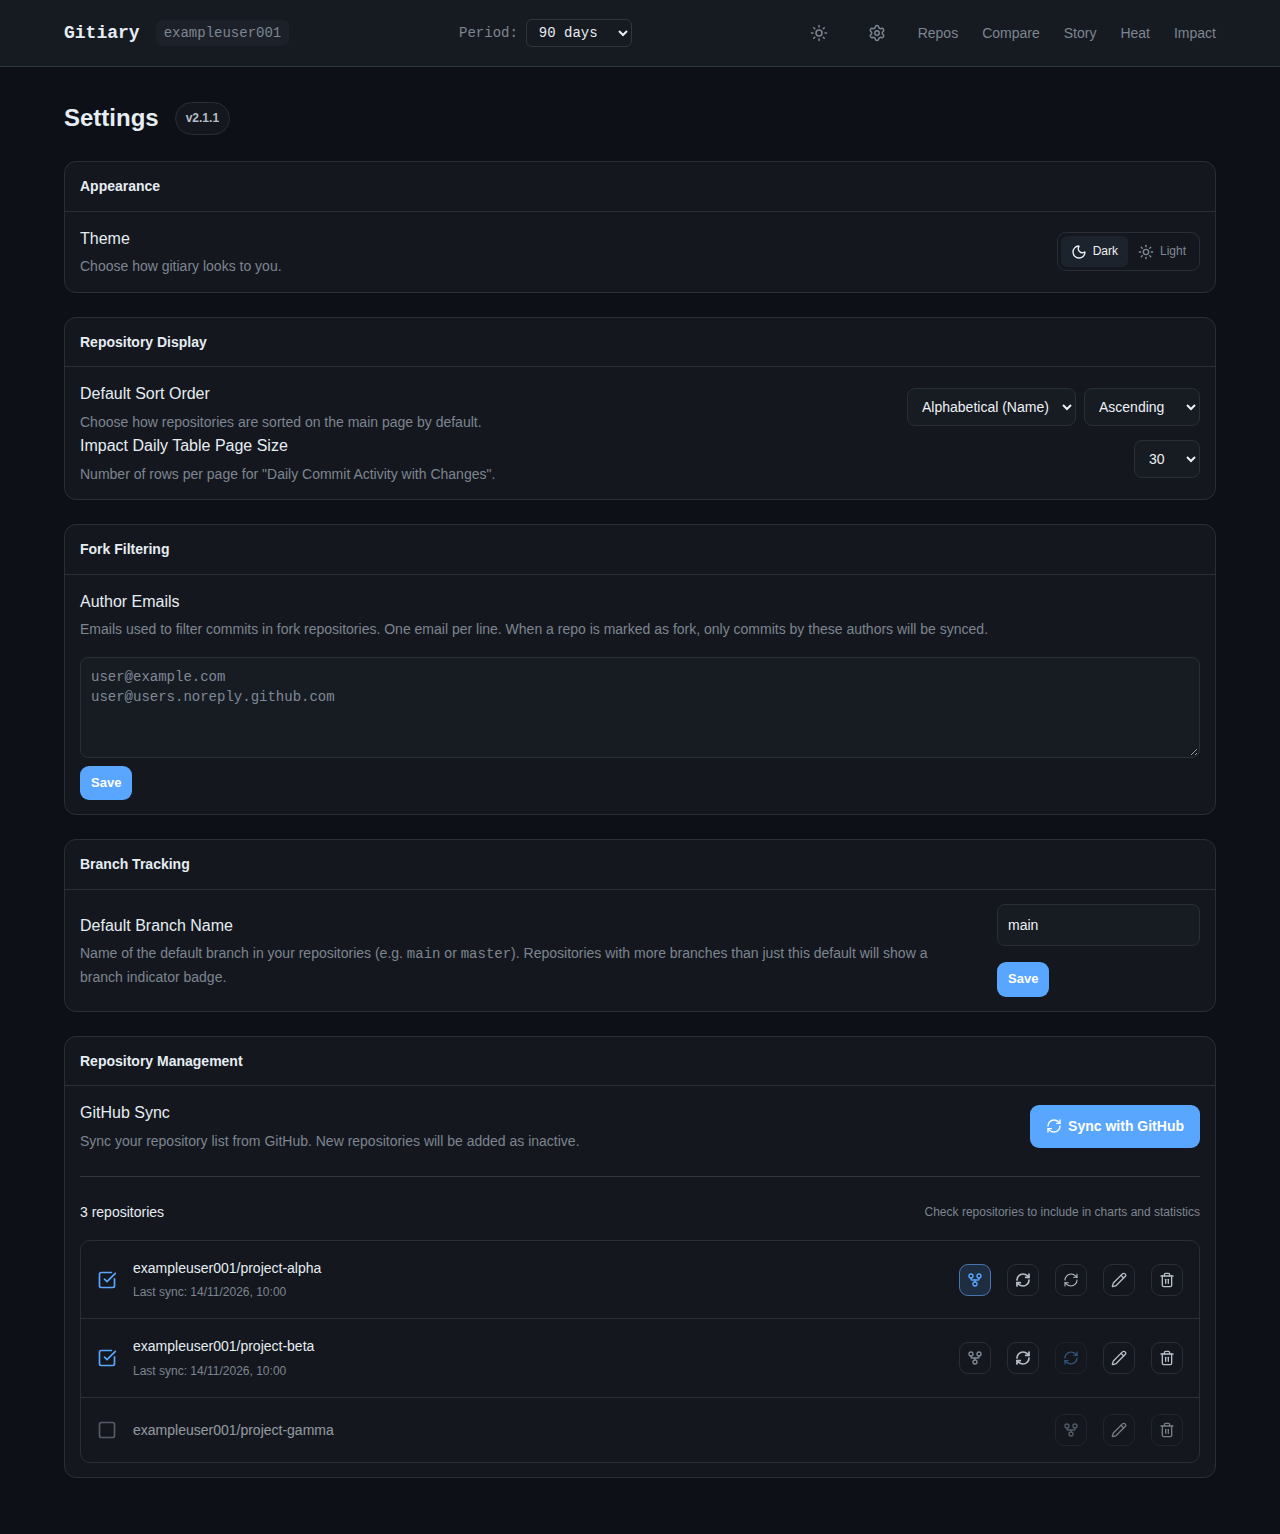 Gitiary exampleuser001 Period: 90 days Repos Compare Story Heat Impact
Settings v2.1.1
Appearance
Theme
Choose how gitiary looks to you.
Dark Light
Repository Display
Default Sort Order
Choose how repositories are sorted on the main page by default.
Alphabetical (Name) Ascending
Impact Daily Table Page Size
Number of rows per page for "Daily Commit Activity with Changes".
30
Fork Filtering
Author Emails
Emails used to filter commits in fork repositories. One email per line. When a repo is marked as fork, only commits by these authors will be synced.
user@example.com
user@users.noreply.github.com
Save
Branch Tracking
Default Branch Name
Name of the default branch in your repositories (e.g. main or master). Repositories with more branches than just this default will show a
branch indicator badge.
main
Save
Repository Management
GitHub Sync
Sync your repository list from GitHub. New repositories will be added as inactive.
Sync with GitHub
3 repositories Check repositories to include in charts and statistics
exampleuser001/project-alpha
Last sync: 14/11/2026, 10:00
exampleuser001/project-beta
Last sync: 14/11/2026, 10:00
exampleuser001/project-gamma